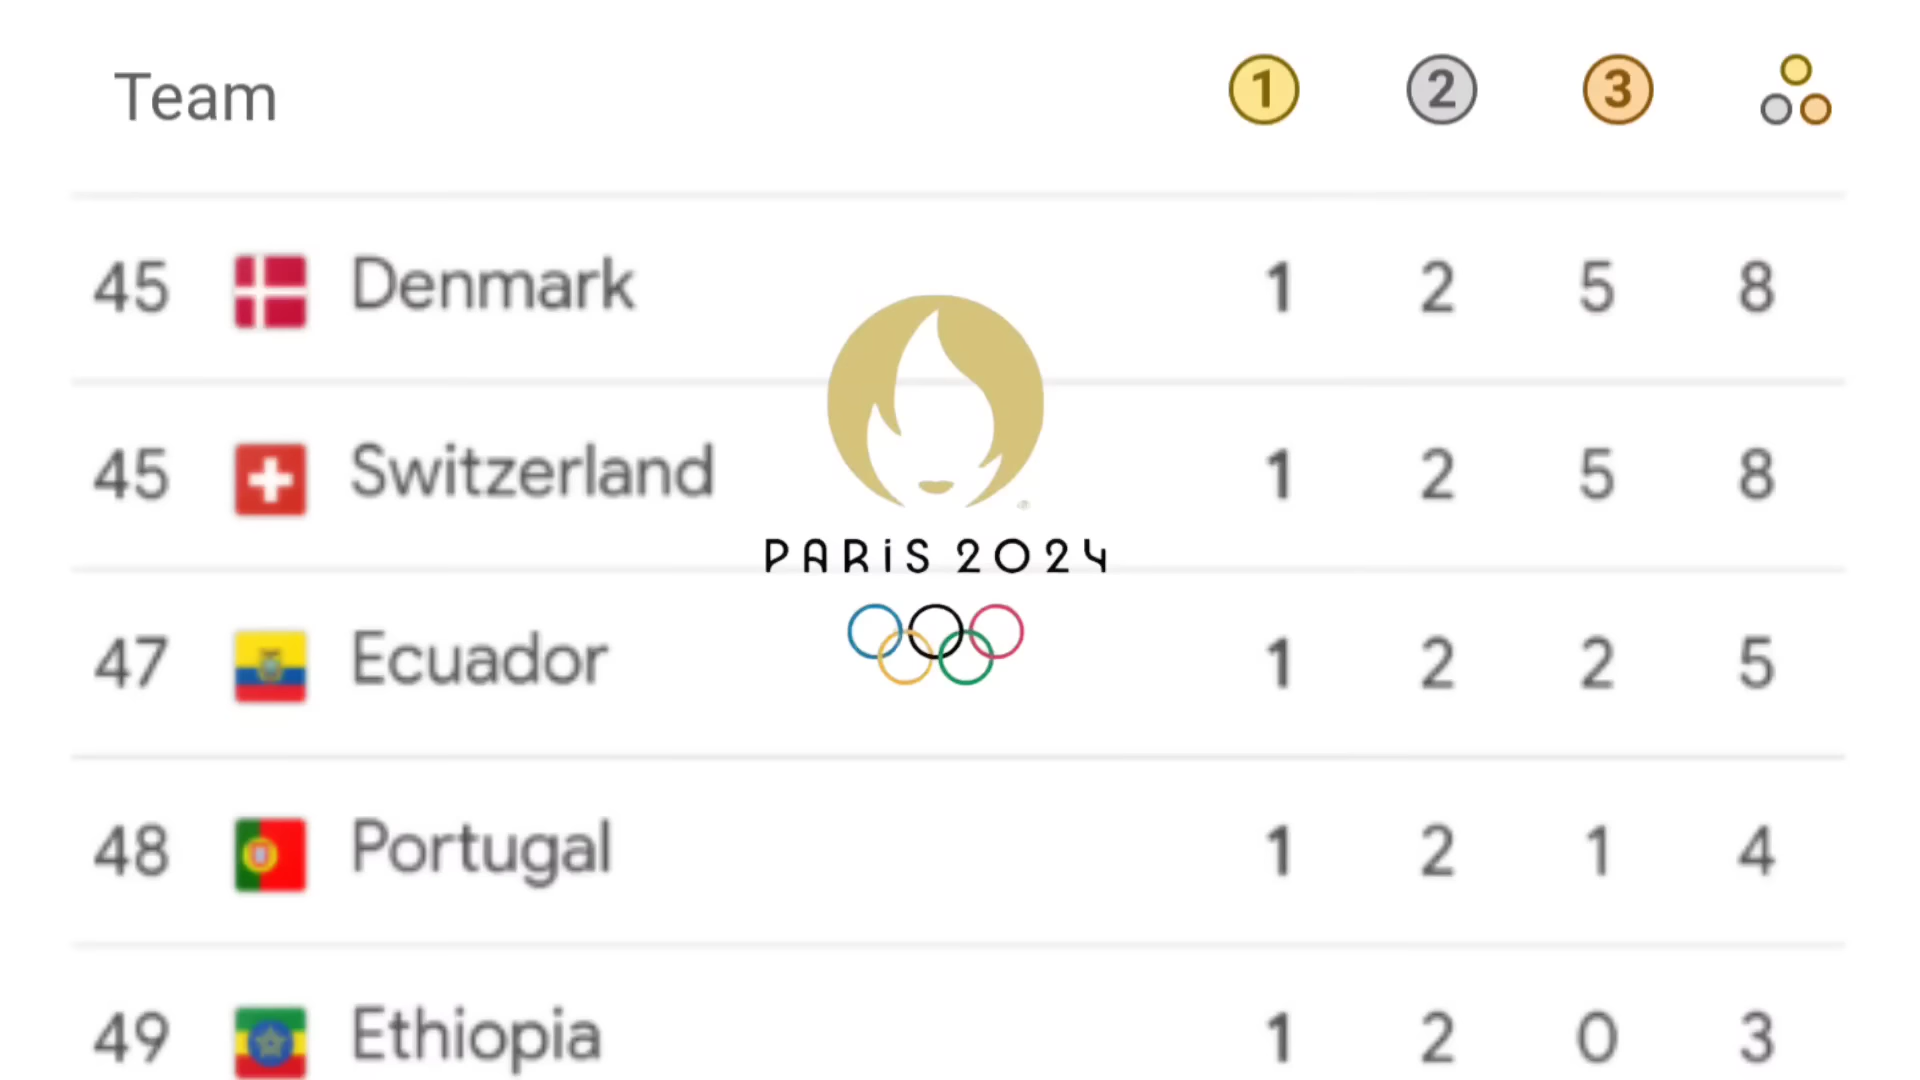 Team 1 2 3
45 Denmark 1 2 5 8
45 Switzerland 1 2 5 8
PARIS 2024
47 Ecuador 1 2 2 5
48 Portugal 1 2 1 4
49 Ethiopia 1 2 0 3